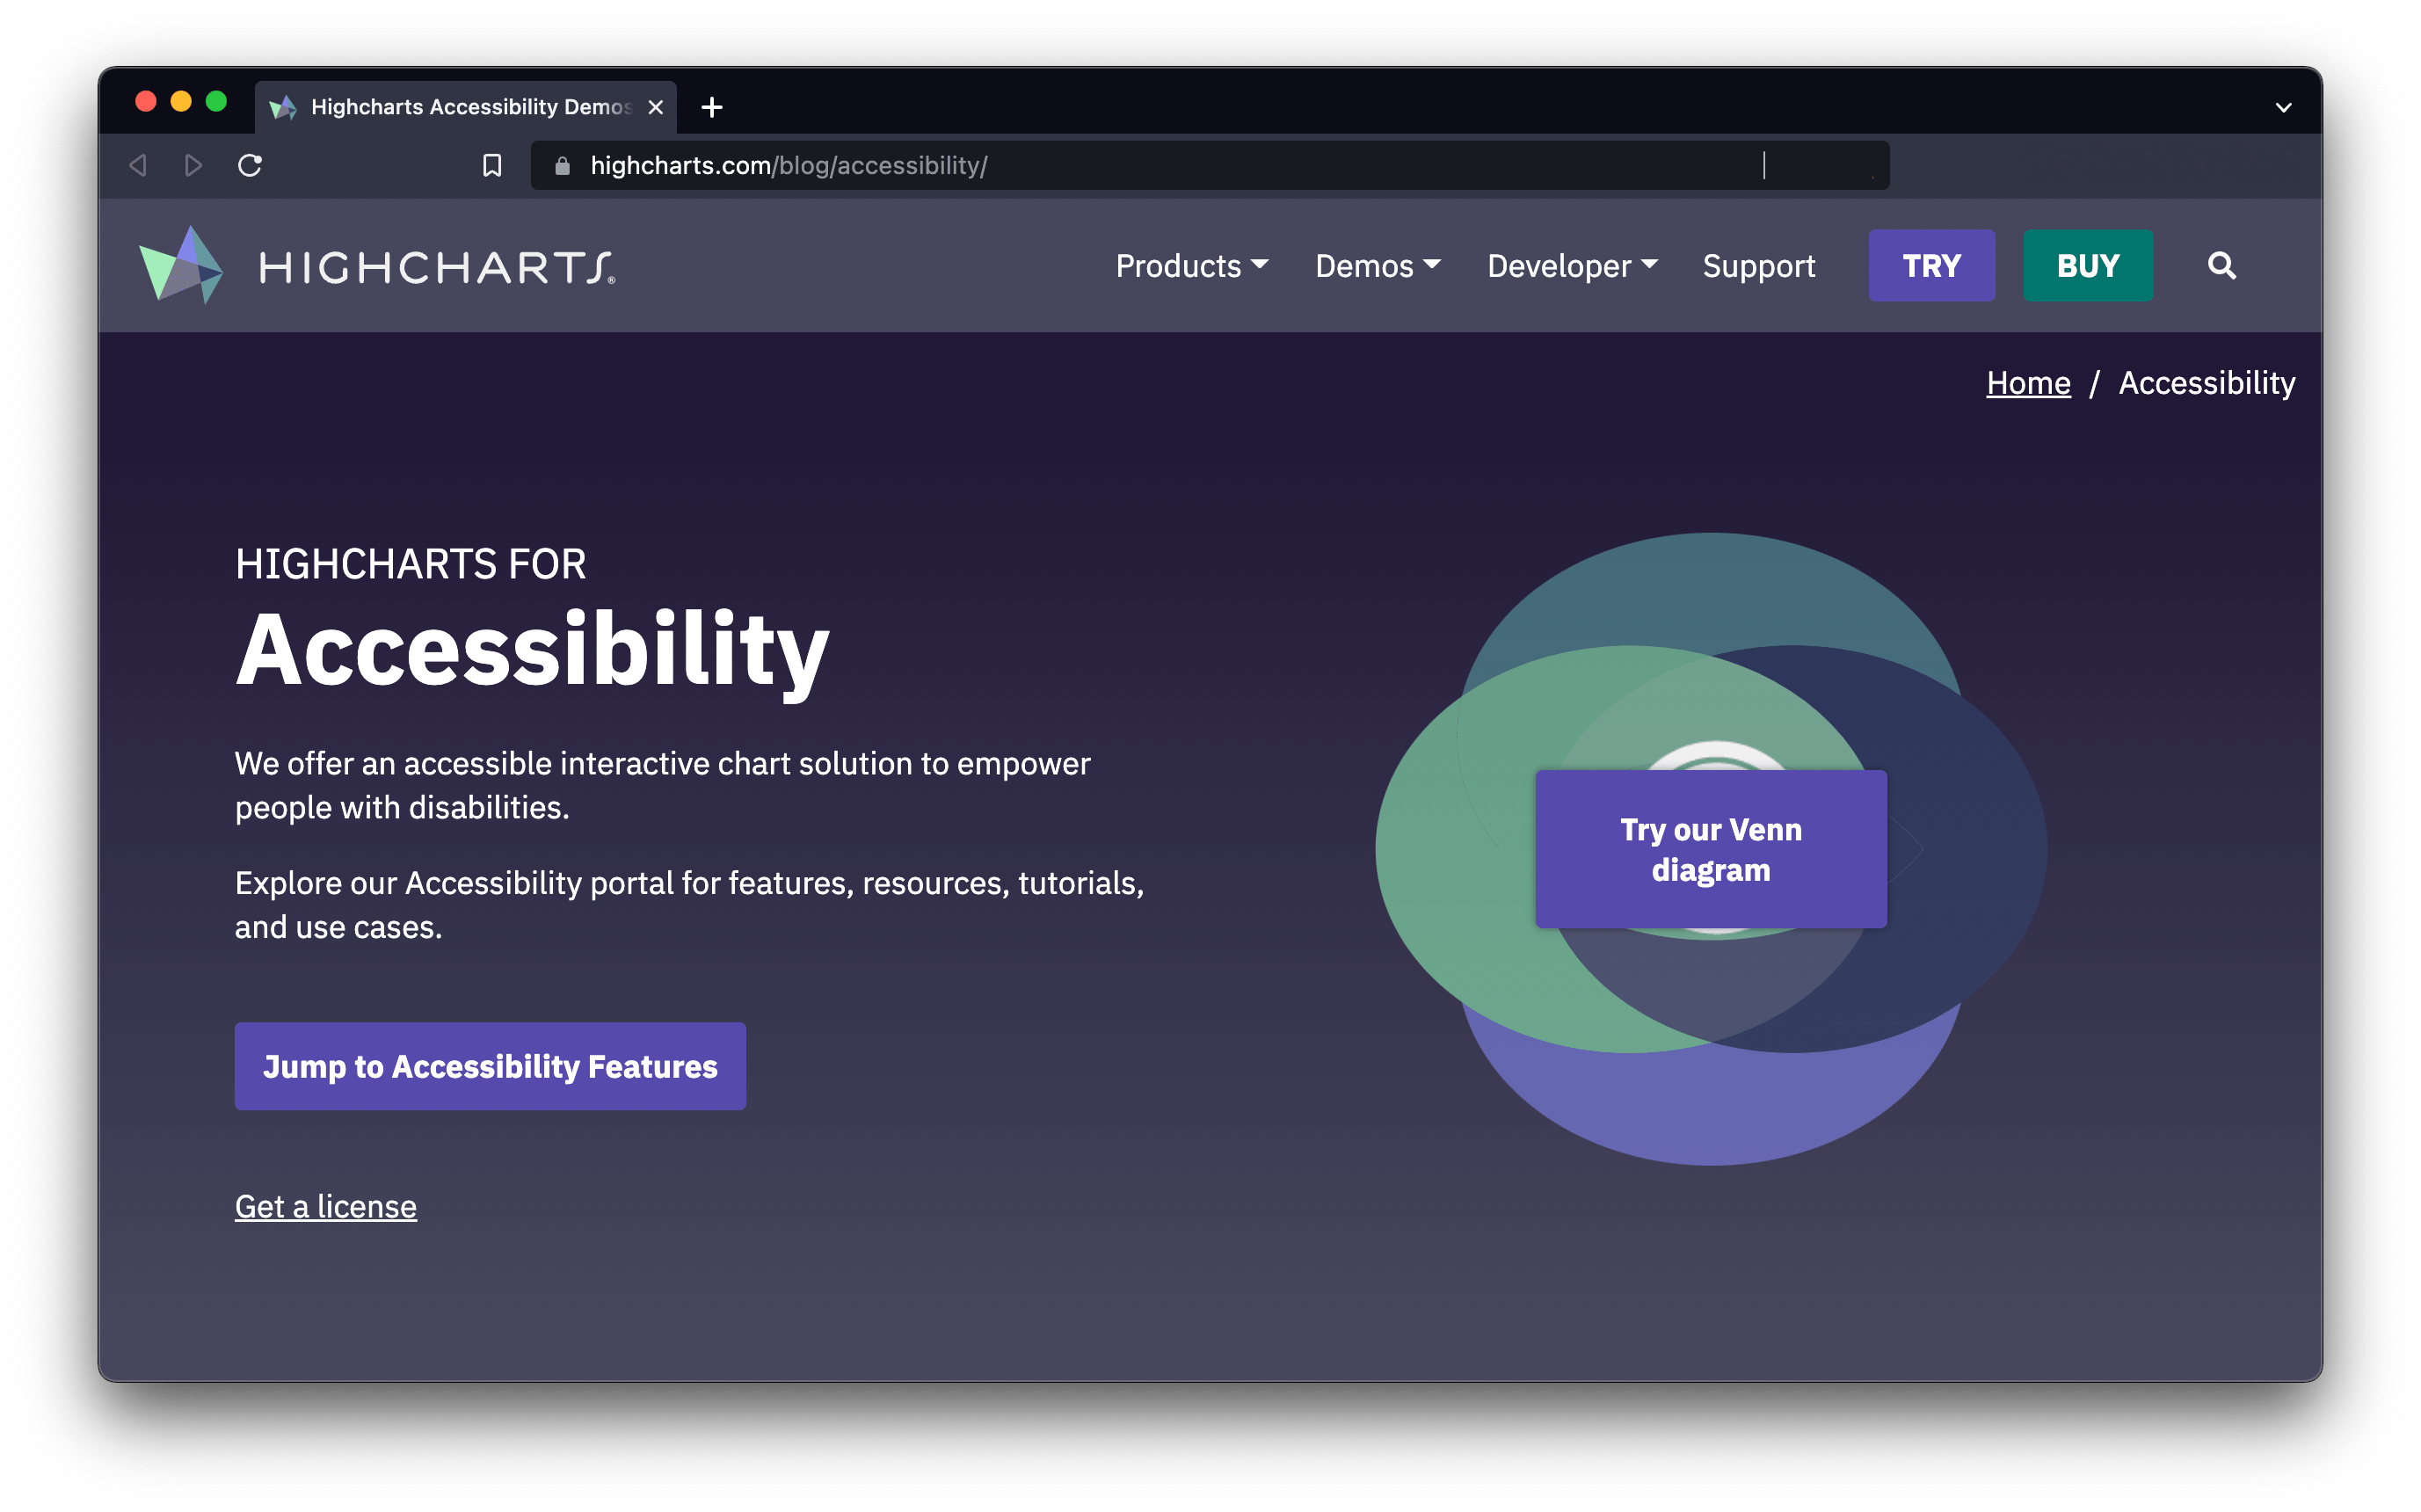 Highcharts Accessibility Demos
highcharts.com/blog/accessibility/
HIGHCHARTS®
Products
Demos
Developer
Support
TRY
BUY
Home / Accessibility
HIGHCHARTS FOR
Accessibility
We offer an accessible interactive chart solution to empower
people with disabilities.
Explore our Accessibility portal for features, resources, tutorials,
and use cases.
Jump to Accessibility Features
Get a license
Try our Venn
diagram